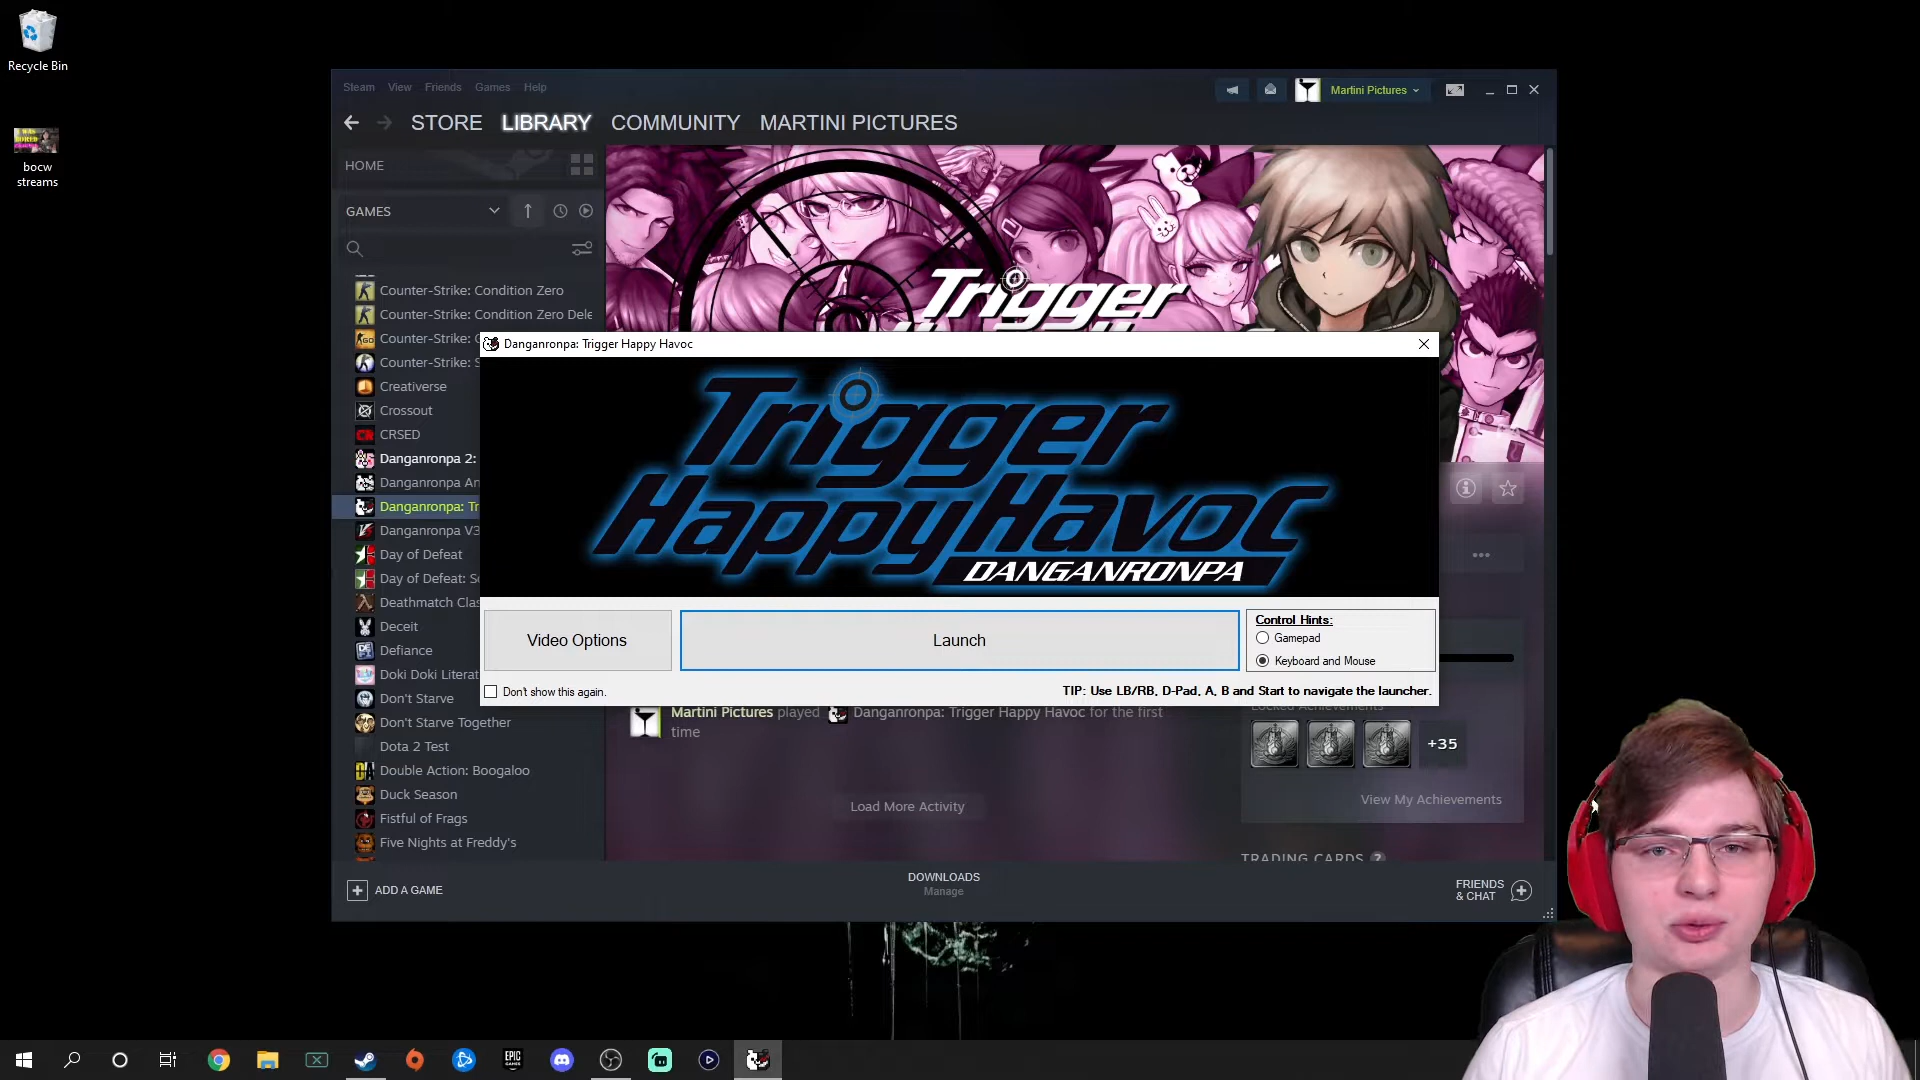 Recycle Bin
bocw
streams
Steam View Friends Games Help
Martini Pictures
STORE LIBRARY COMMUNITY MARTINI PICTURES
HOME
GAMES
Counter-Strike: Condition Zero
Counter-Strike: Condition Zero Dele
Counter-Strike:
Counter-Strike: S
Creativerse
Crossout
CRSED
Danganronpa 2:
Danganronpa An
Danganronpa: Tr
Danganronpa V3
Day of Defeat
Day of Defeat: So
Deathmatch Clas
Deceit
Defiance
Doki Doki Literat
Don't Starve
Don't Starve Together
Dota 2 Test
Double Action: Boogaloo
Duck Season
Fistful of Frags
Five Nights at Freddy's
Trigger
Danganronpa: Trigger Happy Havoc
Trigger
Happy Havoc
DANGANRONPA
Video Options
Launch
Control Hints:
Gamepad
Keyboard and Mouse
Don't show this again.
TIP: Use LB/RB, D-Pad, A, B and Start to navigate the launcher.
Martini Pictures played Danganronpa: Trigger Happy Havoc for the first
time
Locked Achievements
+35
View My Achievements
Load More Activity
TRADING CARDS ?
ADD A GAME
DOWNLOADS
Manage
FRIENDS
& CHAT
EPIC
GAMES